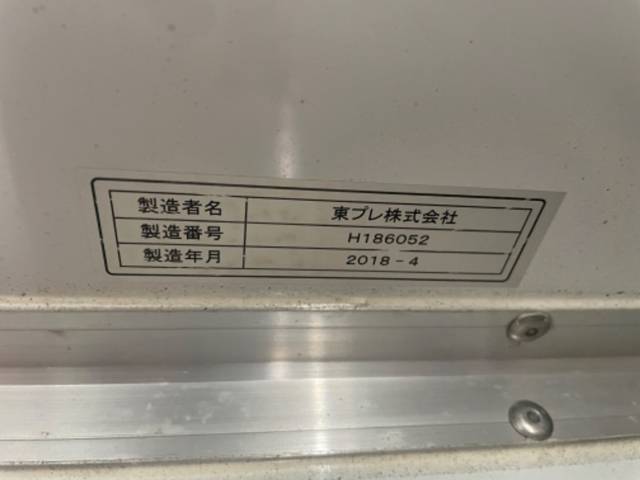 製造者名 東プレ株式会社
製造番号 H186052
製造年月 2018-4